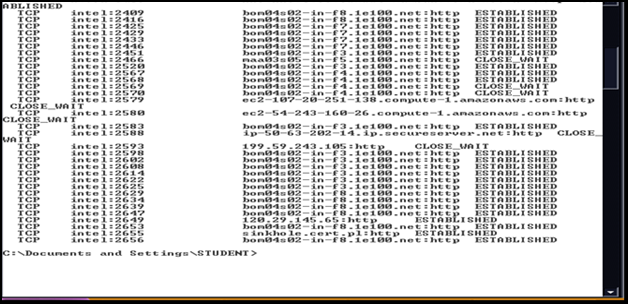 ABLISHED
TCP intel:2409 bom04s02-in-f8.1e100.net:http ESTABLISHED
TCP intel:2416 bom04s02-in-f8.1e100.net:http ESTABLISHED
TCP intel:2425 bom04s02-in-f7.1e100.net:http ESTABLISHED
TCP intel:2429 bom04s02-in-f7.1e100.net:http ESTABLISHED
TCP intel:2433 bom04s02-in-f7.1e100.net:http ESTABLISHED
TCP intel:2446 bom04s02-in-f7.1e100.net:http ESTABLISHED
TCP intel:2451 bom04s02-in-f3.1e100.net:http ESTABLISHED
TCP intel:2466 maa03s05-in-f5.1e100.net:http CLOSE_WAIT
TCP intel:2520 bom04s02-in-f3.1e100.net:http ESTABLISHED
TCP intel:2567 bom04s02-in-f4.1e100.net:http ESTABLISHED
TCP intel:2568 bom04s02-in-f4.1e100.net:http ESTABLISHED
TCP intel:2569 bom04s02-in-f4.1e100.net:http CLOSE_WAIT
TCP intel:2570 bom04s02-in-f4.1e100.net:http CLOSE_WAIT
TCP intel:2579 ec2-107-20-251-138.compute-1.amazonaws.com:http
CLOSE_WAIT
TCP intel:2580 ec2-54-243-160-26.compute-1.amazonaws.com:http
CLOSE_WAIT
TCP intel:2583 bom04s02-in-f3.1e100.net:http ESTABLISHED
TCP intel:2588 ip-50-63-202-14.ip.secureserver.net:http CLOSE_
WAIT
TCP intel:2593 199.59.243.105:http CLOSE_WAIT
TCP intel:2598 bom04s02-in-f3.1e100.net:http ESTABLISHED
TCP intel:2602 bom04s02-in-f3.1e100.net:http ESTABLISHED
TCP intel:2608 bom04s02-in-f3.1e100.net:http ESTABLISHED
TCP intel:2614 bom04s02-in-f3.1e100.net:http ESTABLISHED
TCP intel:2622 bom04s02-in-f3.1e100.net:http ESTABLISHED
TCP intel:2625 bom04s02-in-f3.1e100.net:http ESTABLISHED
TCP intel:2629 bom04s02-in-f8.1e100.net:http ESTABLISHED
TCP intel:2634 bom04s02-in-f8.1e100.net:http ESTABLISHED
TCP intel:2639 bom04s02-in-f8.1e100.net:http ESTABLISHED
TCP intel:2647 bom04s02-in-f8.1e100.net:http ESTABLISHED
TCP intel:2649 120.29.145.65:http ESTABLISHED
TCP intel:2653 bom04s02-in-f8.1e100.net:http ESTABLISHED
TCP intel:2655 sinkhole.cert.pl:http ESTABLISHED
TCP intel:2656 bom04s02-in-f8.1e100.net:http ESTABLISHED
C:\Documents and Settings\STUDENT>